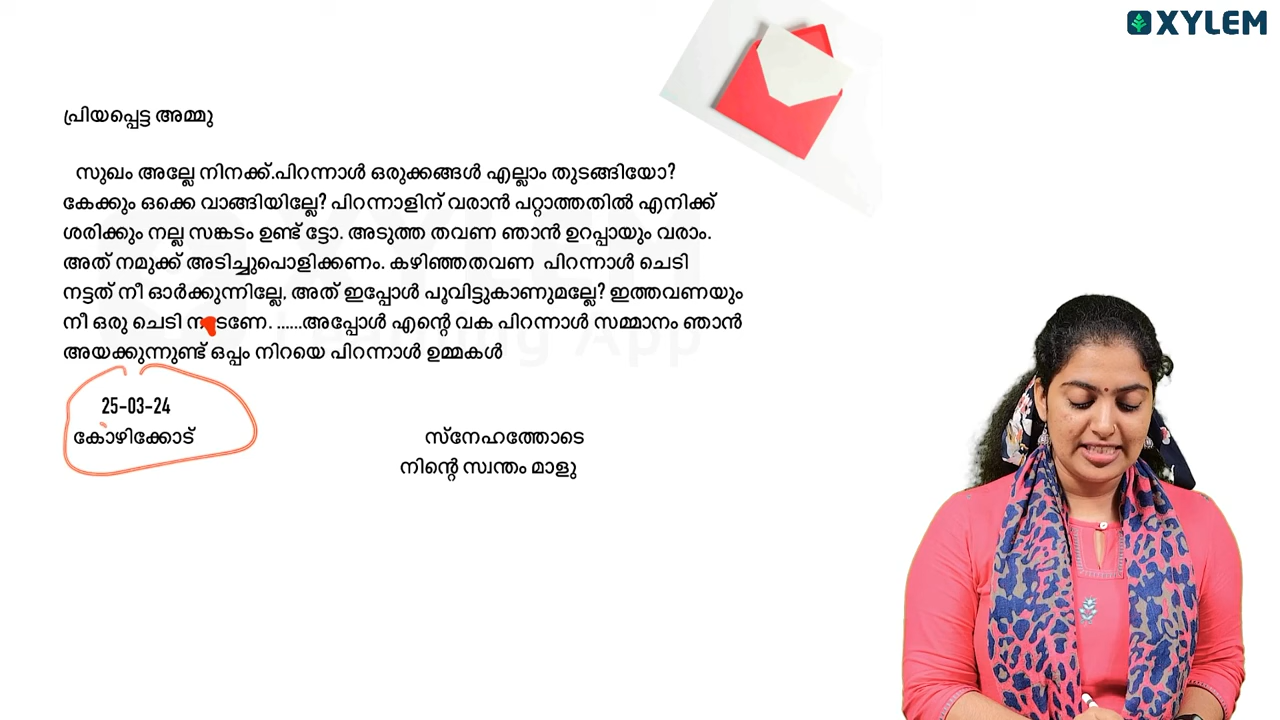 XYLEM
പ്രിയപ്പെട്ട അമ്മു
സുഖം അല്ലേ നിനക്ക്.പിറന്നാൾ ഒരുക്കങ്ങൾ എല്ലാം തുടങ്ങിയോ?
കേക്കും ഒക്കെ വാങ്ങിയില്ലേ? പിറന്നാളിന് വരാൻ പറ്റാത്തതിൽ എനിക്ക്
ശരിക്കും നല്ല സങ്കടം ഉണ്ട് ട്ടോ. അടുത്ത തവണ ഞാൻ ഉറപ്പായും വരാം.
അത് നമുക്ക് അടിച്ചുപൊളിക്കണം. കഴിഞ്ഞതവണ പിറന്നാൾ ചെടി
നട്ടത് നീ ഓർക്കുന്നില്ലേ, അത് ഇപ്പോൾ പൂവിട്ടുകാണുമല്ലേ? ഇത്തവണയും
നീ ഒരു ചെടി ......അപ്പോൾ എന്റെ വക പിറന്നാൾ സമ്മാനം ഞാൻ
അയക്കുന്നുണ്ട് ഒപ്പം നിറയെ പിറന്നാൾ ഉമ്മകൾ
25-03-24
കോഴിക്കോട്
സ്നേഹത്തോടെ
നിന്റെ സ്വന്തം മാളു